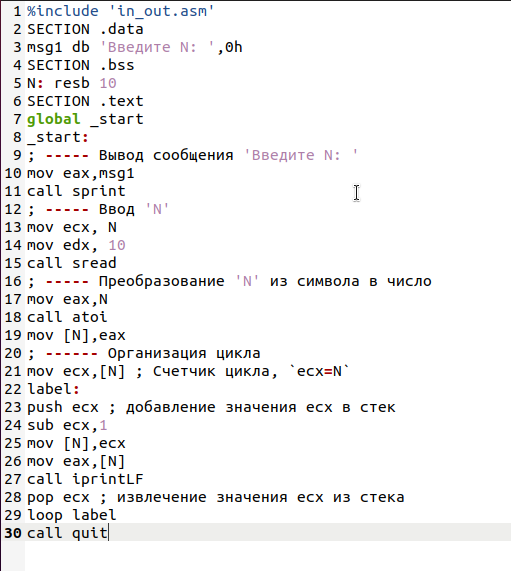 1 %include 'in_out.asm'
2 SECTION .data
3 msg1 db 'Введите N: ',0h
4 SECTION .bss
5 N: resb 10
6 SECTION .text
7 global _start
8 _start:
9 ; ----- Вывод сообщения 'Введите N: '
10 mov eax,msg1
11 call sprint
12 ; ----- Ввод 'N'
13 mov ecx, N
14 mov edx, 10
15 call sread
16 ; ----- Преобразование 'N' из символа в число
17 mov eax,N
18 call atoi
19 mov [N],eax
20 ; ------ Организация цикла
21 mov ecx,[N] ; Счетчик цикла, `ecx=N`
22 label:
23 push ecx ; добавление значения ecx в стек
24 sub ecx,1
25 mov [N],ecx
26 mov eax,[N]
27 call iprintLF
28 pop ecx ; извлечение значения ecx из стека
29 loop label
30 call quit